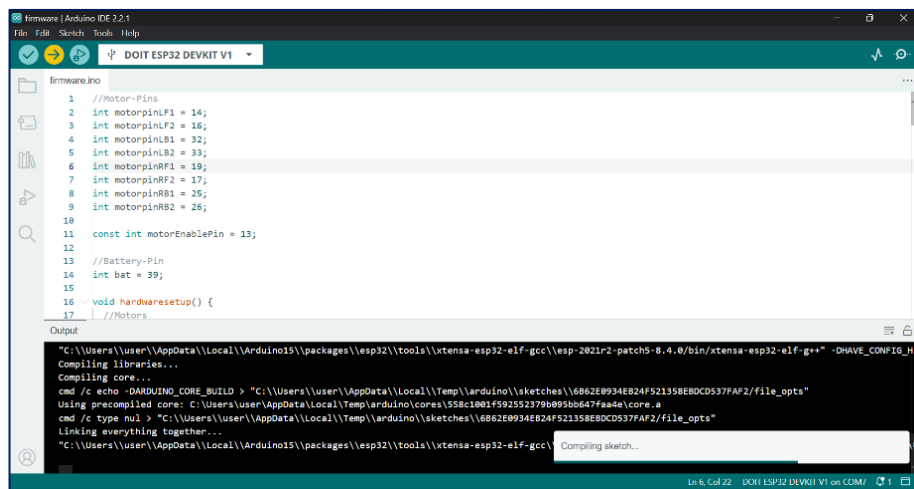 firmware | Arduino IDE 2.2.1
File Edit Sketch Tools Help
DOIT ESP32 DEVKIT V1
firmware.ino
1 //Motor-Pins
2 int motorpinLF1 = 14;
3 int motorpinLF2 = 16;
4 int motorpinLB1 = 32;
5 int motorpinLB2 = 33;
6 int motorpinRF1 = 19;
7 int motorpinRF2 = 17;
8 int motorpinRB1 = 25;
9 int motorpinRB2 = 26;
10
11 const int motorEnablePin = 13;
12
13 //Battery-Pin
14 int bat = 39;
15
16 void hardwaresetup() {
17 //Motors
Output
"C:\\Users\\user\\AppData\\Local\\Arduino15\\packages\\esp32\\tools\\xtensa-esp32-elf-gcc\\esp-2021r2-patch5-8.4.0/bin/xtensa-esp32-elf-g++" -DHAVE_CONFIG_H
Compiling libraries...
Compiling core...
cmd /c echo -DARDUINO_CORE_BUILD > "C:\\Users\\user\\AppData\\Local\\Temp\\arduino\\sketches\\6B62E0934EB24F521358EEBDCD537FAF2/file_opts"
Using precompiled core: C:\Users\user\AppData\Local\Temp\arduino\cores\558c1001f592552379b095bb647faa4e\core.a
cmd /c type nul > "C:\\Users\\user\\AppData\\Local\\Temp\\arduino\\sketches\\6B62E0934EB24F521358EEBDCD537FAF2/file_opts"
Linking everything together...
"C:\\Users\\user\\AppData\\Local\\Arduino15\\packages\\esp32\\tools\\xtensa-esp32-elf-gcc\\
Compiling sketch...
Ln 6, Col 22 DOIT ESP32 DEVKIT V1 on COM7 1